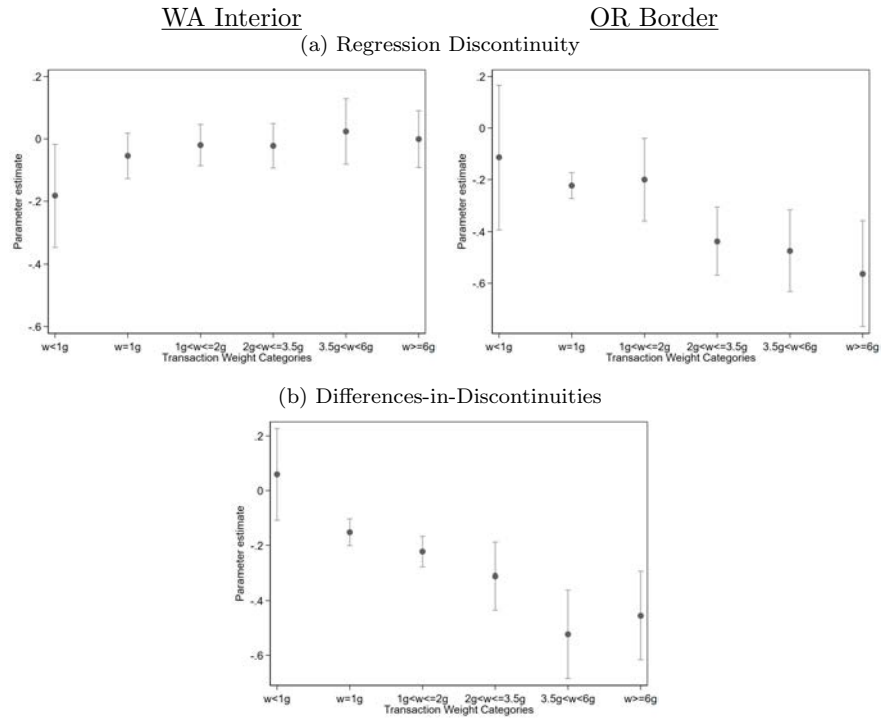 WA Interior OR Border
(a) Regression Discontinuity
.2
0
-.2
-.4
-.6
Parameter estimate
w<1g w=1g 1g<w<=2g 2g<w<=3.5g 3.5g<w<6g w>=6g
Transaction Weight Categories
.2
0
-.2
-.4
-.6
Parameter estimate
w<1g w=1g 1g<w<=2g 2g<w<=3.5g 3.5g<w<6g w>=6g
Transaction Weight Categories
(b) Differences-in-Discontinuities
.2
0
-.2
-.4
-.6
Parameter estimate
w<1g w=1g 1g<w<=2g 2g<w<=3.5g 3.5g<w<6g w>=6g
Transaction Weight Categories